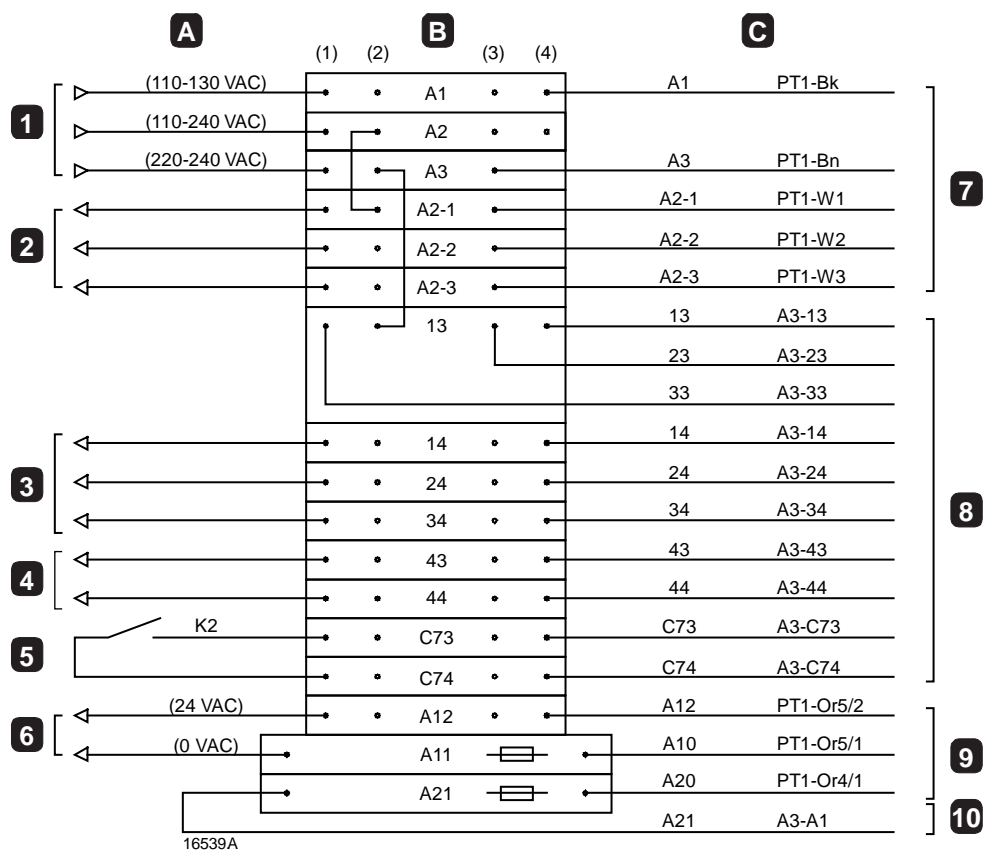 A B C
(1) (2) (3) (4)
(110-130 VAC) A1 A1 PT1-Bk
1 (110-240 VAC) A2
(220-240 VAC) A3 A3 PT1-Bn
7
A2-1 A2-1 PT1-W1
2 A2-2 A2-2 PT1-W2
A2-3 A2-3 PT1-W3
13 13 A3-13
23 A3-23
33 A3-33
14 14 A3-14
3 24 24 A3-24
34 34 A3-34
8
43 43 A3-43
4
44 44 A3-44
K2 C73 C73 A3-C73
5
C74 C74 A3-C74
(24 VAC) A12 A12 PT1-Or5/2
6
(0 VAC) A11 A10 PT1-Or5/1
9
A21 A20 PT1-Or4/1
A21 A3-A1 10
16539A